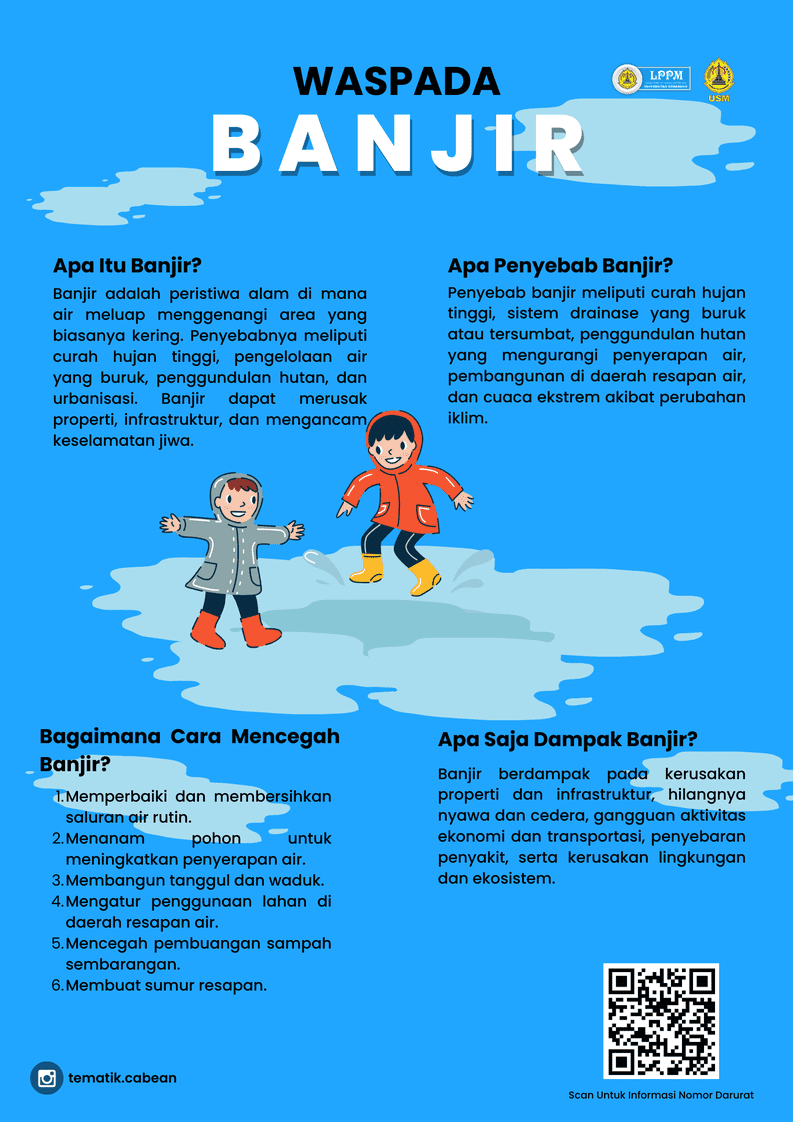 WASPADA
BANJIR
LPPM
UNIVERSITAS SEMARANG
USM
Apa Itu Banjir?
Banjir adalah peristiwa alam di mana
air meluap menggenangi area yang
biasanya kering. Penyebabnya meliputi
curah hujan tinggi, pengelolaan air
yang buruk, penggundulan hutan, dan
urbanisasi. Banjir dapat merusak
properti, infrastruktur, dan mengancam
keselamatan jiwa.
Apa Penyebab Banjir?
Penyebab banjir meliputi curah hujan
tinggi, sistem drainase yang buruk
atau tersumbat, penggundulan hutan
yang mengurangi penyerapan air,
pembangunan di daerah resapan air,
dan cuaca ekstrem akibat perubahan
iklim.
Bagaimana Cara Mencegah
Banjir?
1. Memperbaiki dan membersihkan
saluran air rutin.
2. Menanam pohon untuk
meningkatkan penyerapan air.
3. Membangun tanggul dan waduk.
4. Mengatur penggunaan lahan di
daerah resapan air.
5. Mencegah pembuangan sampah
sembarangan.
6. Membuat sumur resapan.
Apa Saja Dampak Banjir?
Banjir berdampak pada kerusakan
properti dan infrastruktur, hilangnya
nyawa dan cedera, gangguan aktivitas
ekonomi dan transportasi, penyebaran
penyakit, serta kerusakan lingkungan
dan ekosistem.
tematik.cabean
Scan Untuk Informasi Nomor Darurat